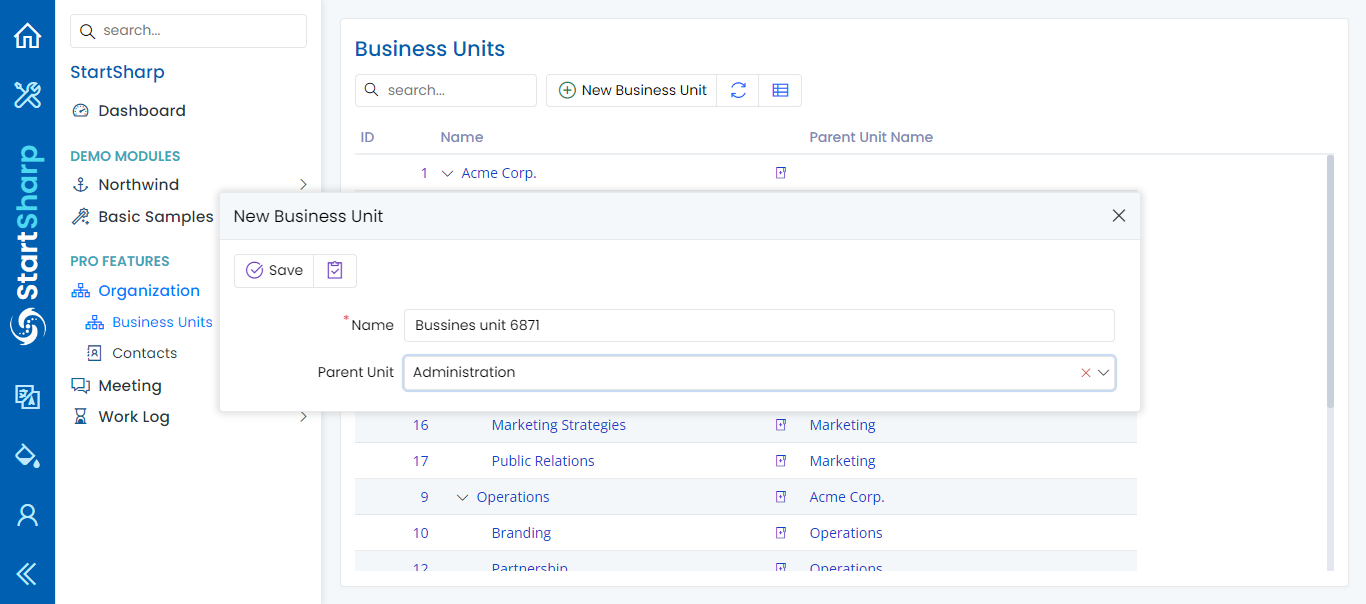 StartSharp
search...
StartSharp
Dashboard
DEMO MODULES
Northwind
Basic Samples
PRO FEATURES
Organization
Business Units
Contacts
Meeting
Work Log
Business Units
search...
New Business Unit
ID Name Parent Unit Name
1 Acme Corp.
New Business Unit
Save
* Name Bussines unit 6871
Parent Unit Administration
16 Marketing Strategies Marketing
17 Public Relations Marketing
9 Operations Acme Corp.
10 Branding Operations
12 Partnership Operations